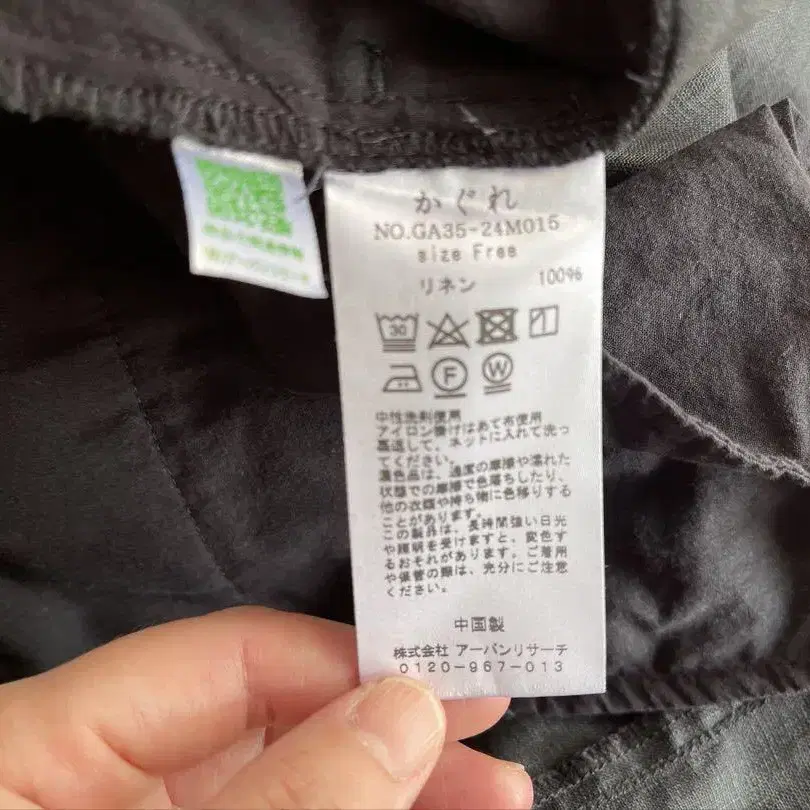 かぐれ
NO.GA35-24M015
size Free
リネン 100%
30
F W
中性洗剤使用
アイロン掛けはあて布使用
裏返して、ネットに入れて洗っ
てください。
濃色品は、過度の摩擦や濡れた
状態での摩擦で色落ちしたり、
他の衣類や持ち物に色移りする
ことがあります。
この製品は、長時間強い日光
や照明を受けますと、変色す
るおそれがあります。ご着用
や保管の際は、充分にご注意
ください。
中国製
株式会社 アーバンリサーチ
0120-967-013